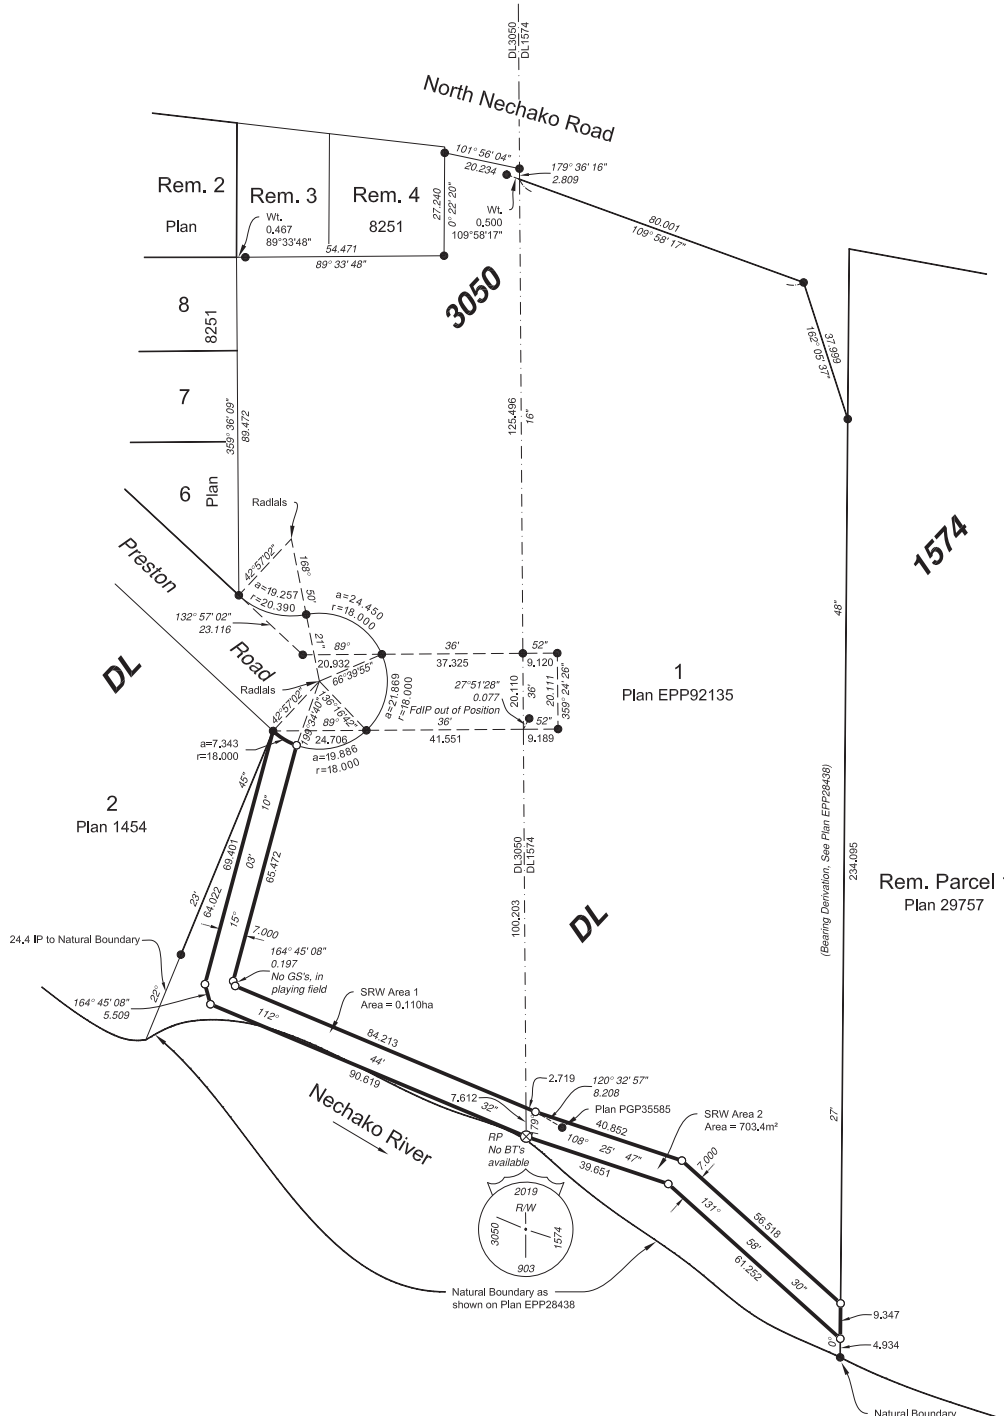 DL3050
DL1574
North Nechako Road
101° 56' 04"
20.234
179° 36' 16"
2.809
Rem. 2
Plan
Rem. 3
Rem. 4
8251
Wt.
0.467
89°33'48"
27.240
0° 22' 20"
Wt.
0.500
109°58'17"
54.471
89° 33' 48"
80.001
109° 58' 17"
3050
8
8251
37.999
162° 05' 37"
7
359° 36' 09"
89.472
125.496
16"
6
Plan
Radials
1574
Preston
Road
42°57'02"
168°
50'
21"
a=19.257
r=20.390
a=24.450
r=18.000
132° 57' 02"
23.116
48"
89°
36'
52"
20.932
37.325
9.120
66°39'55"
DL
Radials
1
Plan EPP92135
27°51'28"
0.077
20.110
36'
20.111
359° 24' 26"
a=21.869
r=18.000
42°57'02"
199°34'40"
136°16'42"
FdIP out of Position
89°
36'
52"
24.706
41.551
9.189
a=7.343
r=18.000
a=19.886
r=18.000
45"
2
Plan 1454
10"
69.401
03'
65.472
DL3050
DL1574
(Bearing Derivation, See Plan EPP28438)
234.095
Rem. Parcel 1
Plan 29757
23'
64.022
15°
100.203
DL
24.4 IP to Natural Boundary
7.000
164° 45' 08"
0.197
No GS's, in
playing field
22°
164° 45' 08"
5.509
SRW Area 1
Area = 0.110ha
112°
84.213
44'
90.619
2.719
120° 32' 57"
8.208
7.612
32"
Plan PGP35585
Nechako River
179°
40.852
SRW Area 2
Area = 703.4m²
27'
RP
No BT's
available
108°
25'
47"
39.651
7.000
2019
R/W
3050
1574
903
131°
56.518
58'
61.252
30"
Natural Boundary as
shown on Plan EPP28438
9.347
0°
4.934
Natural Boundary